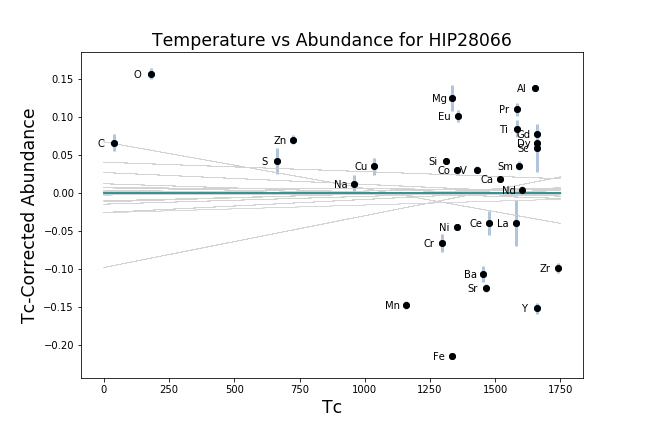 Temperature vs Abundance for HIP28066
Tc-Corrected Abundance
0.15
0.10
0.05
0.00
−0.05
−0.10
−0.15
−0.20
O
Al
Mg
Pr
Eu
Ti
Gd
Zn
C
Dy
Sc
S
Si
Cu
Sm
Co
V
Ca
Na
Nd
Ce
La
Ni
Cr
Zr
Ba
Sr
Mn
Y
Fe
0
250
500
750
1000
1250
1500
1750
Tc